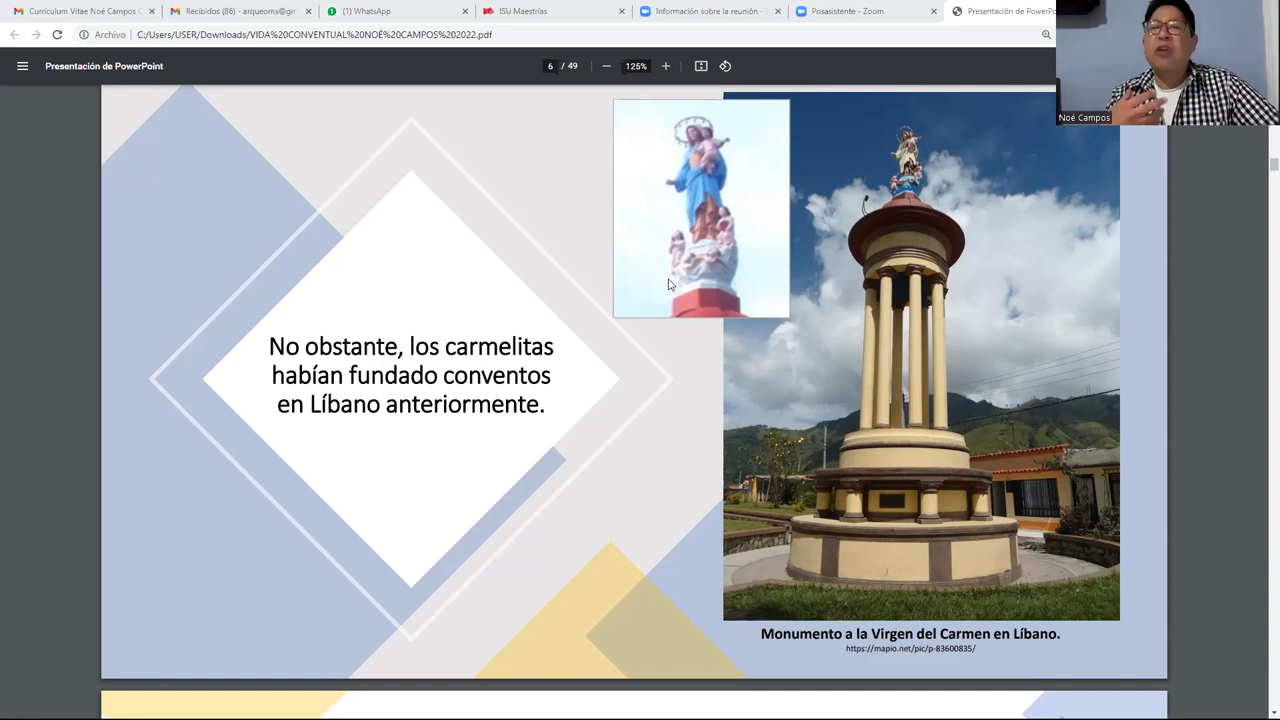 Currículum Vitae Noé Campos C
Recibidos (86) - arqueomx@gm
(1) WhatsApp
ISU Maestrías
Información sobre la reunión -
Posasistente - Zoom
Presentación de Pow
Archivo
C:/Users/USER/Downloads/VIDA%20CONVENTUAL%20NOÉ%20CAMPOS%202022.pdf
Presentación de PowerPoint
6 / 49
125%
Noé Campos
No obstante, los carmelitas
habían fundado conventos
en Líbano anteriormente.
Monumento a la Virgen del Carmen en Líbano.
https://mapio.net/pic/p-83600835/